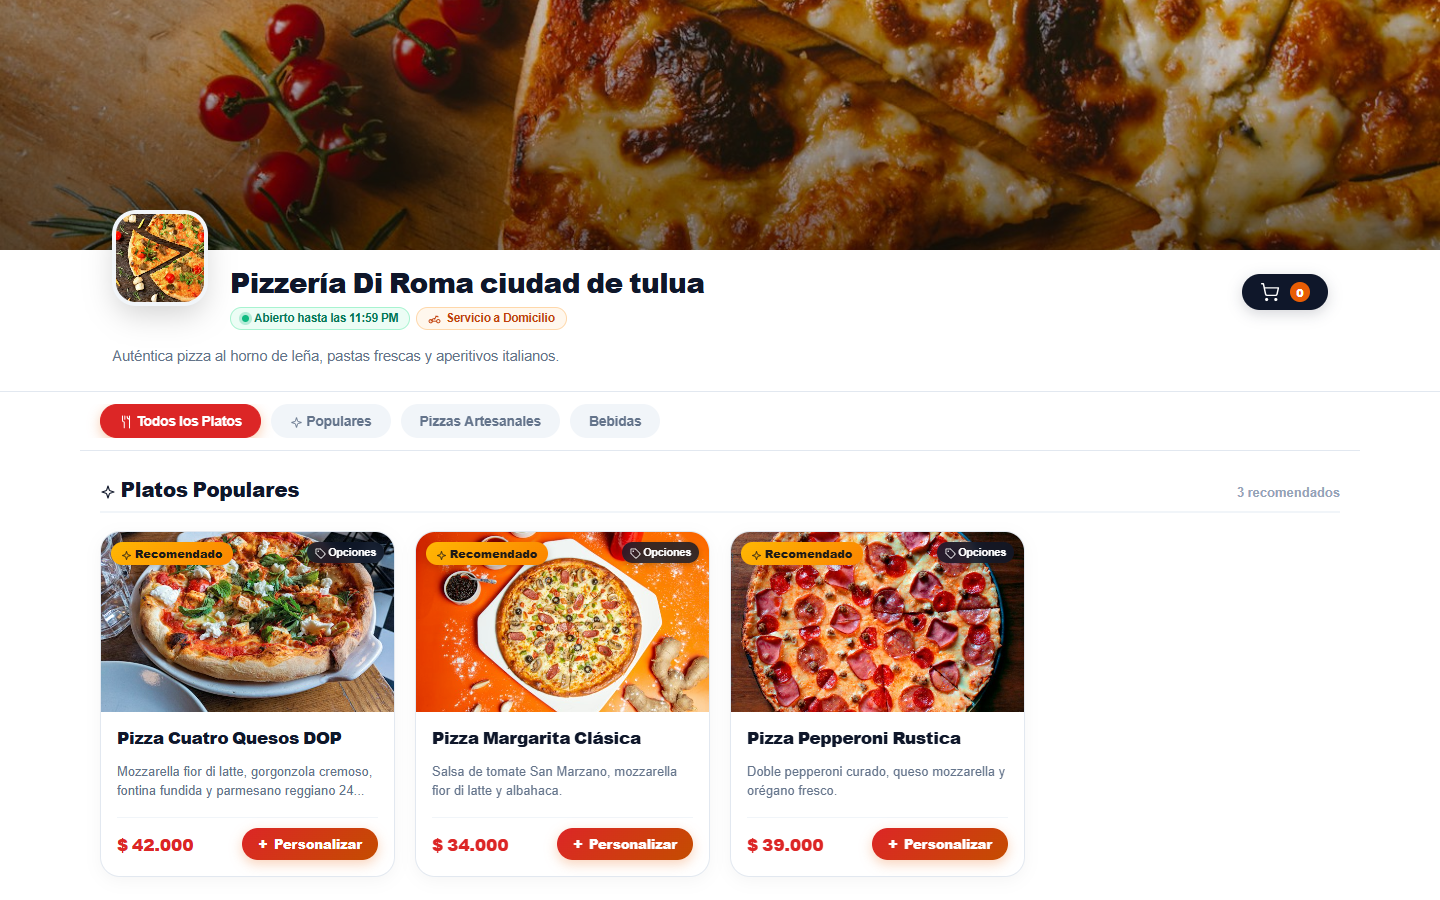 Pizzería Di Roma ciudad de tulua
0
Abierto hasta las 11:59 PM
Servicio a Domicilio
Auténtica pizza al horno de leña, pastas frescas y aperitivos italianos.
Todos los Platos
Populares
Pizzas Artesanales
Bebidas
Platos Populares
3 recomendados
Recomendado
Opciones
Pizza Cuatro Quesos DOP
Mozzarella fior di latte, gorgonzola cremoso,
fontina fundida y parmesano reggiano 24...
$ 42.000
+ Personalizar
Recomendado
Opciones
Pizza Margarita Clásica
Salsa de tomate San Marzano, mozzarella
fior di latte y albahaca.
$ 34.000
+ Personalizar
Recomendado
Opciones
Pizza Pepperoni Rustica
Doble pepperoni curado, queso mozzarella y
orégano fresco.
$ 39.000
+ Personalizar